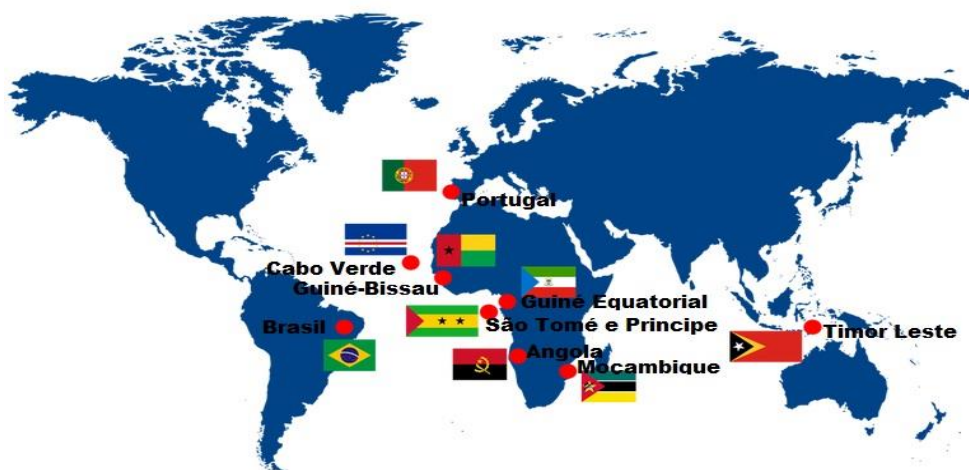 Portugal
Cabo Verde
Guiné-Bissau
Guiné Equatorial
São Tomé e Principe
Brasil
Timor Leste
Angola
Moçambique